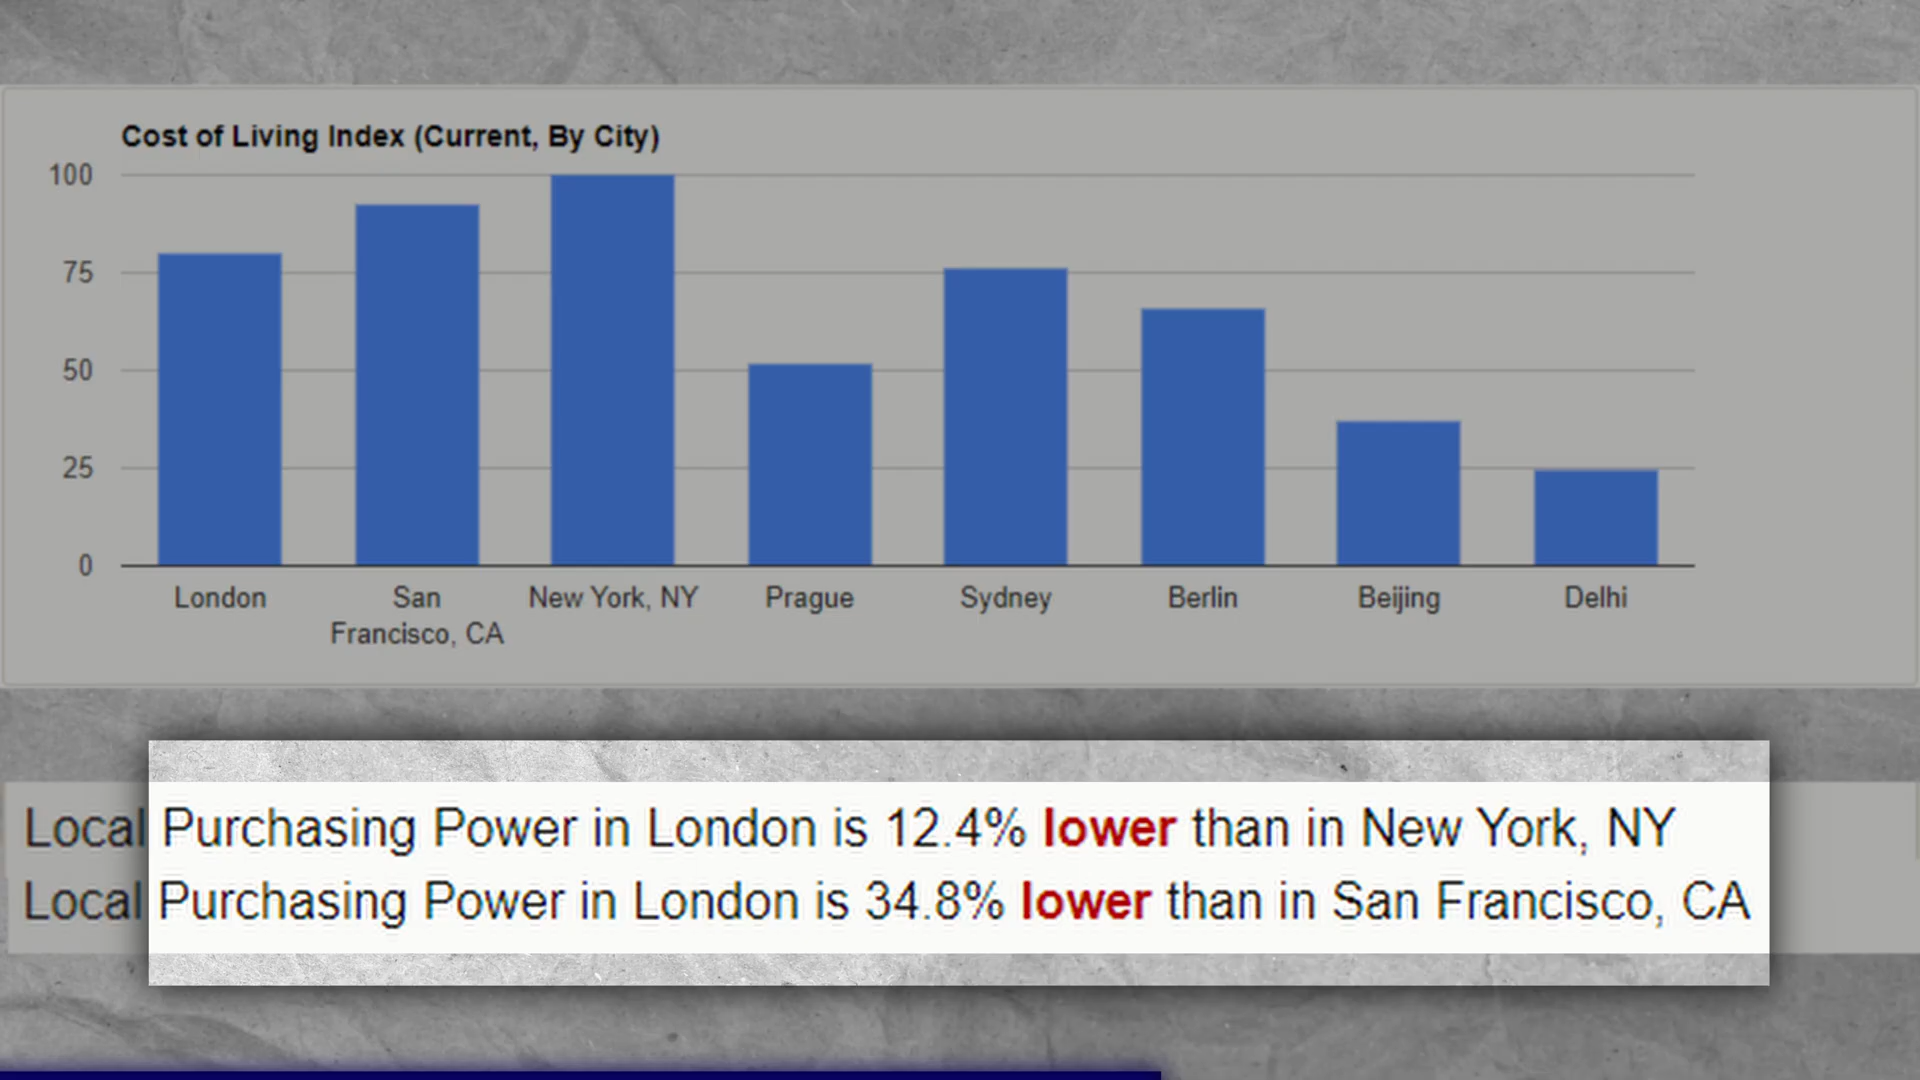 Cost of Living Index (Current, By City)
100
75
50
25
0
London
San
Francisco, CA
New York, NY
Prague
Sydney
Berlin
Beijing
Delhi
Local Purchasing Power in London is 12.4% lower than in New York, NY
Local Purchasing Power in London is 34.8% lower than in San Francisco, CA